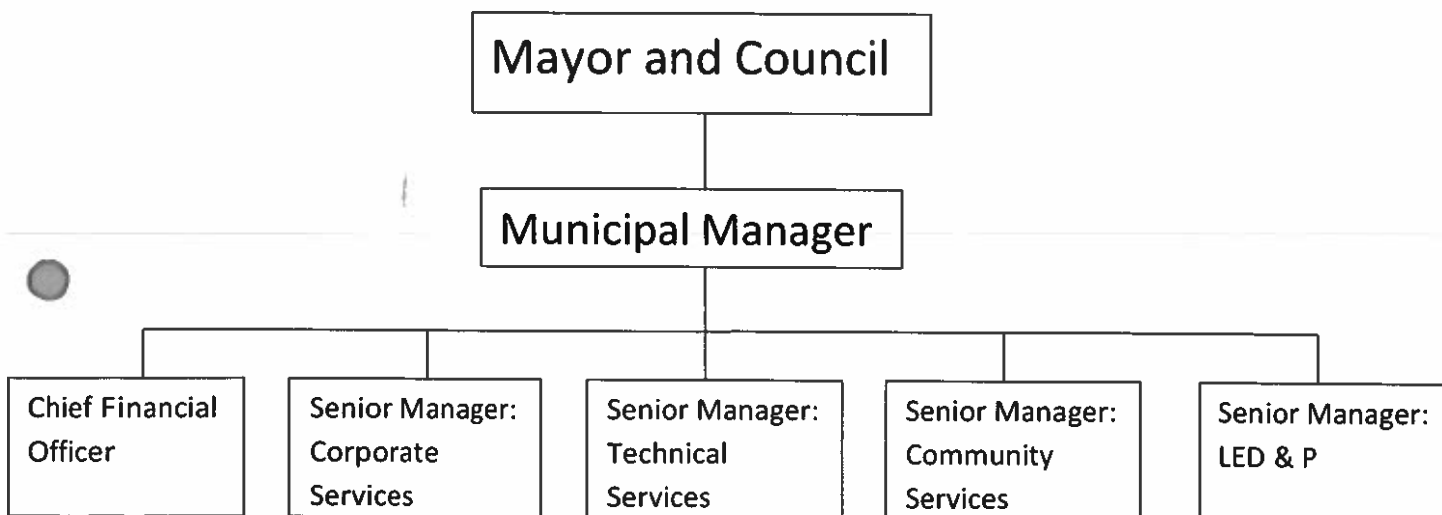 Mayor and Council
Municipal Manager
Chief Financial
Officer
Senior Manager:
Corporate
Services
Senior Manager:
Technical
Services
Senior Manager:
Community
Services
Senior Manager:
LED & P